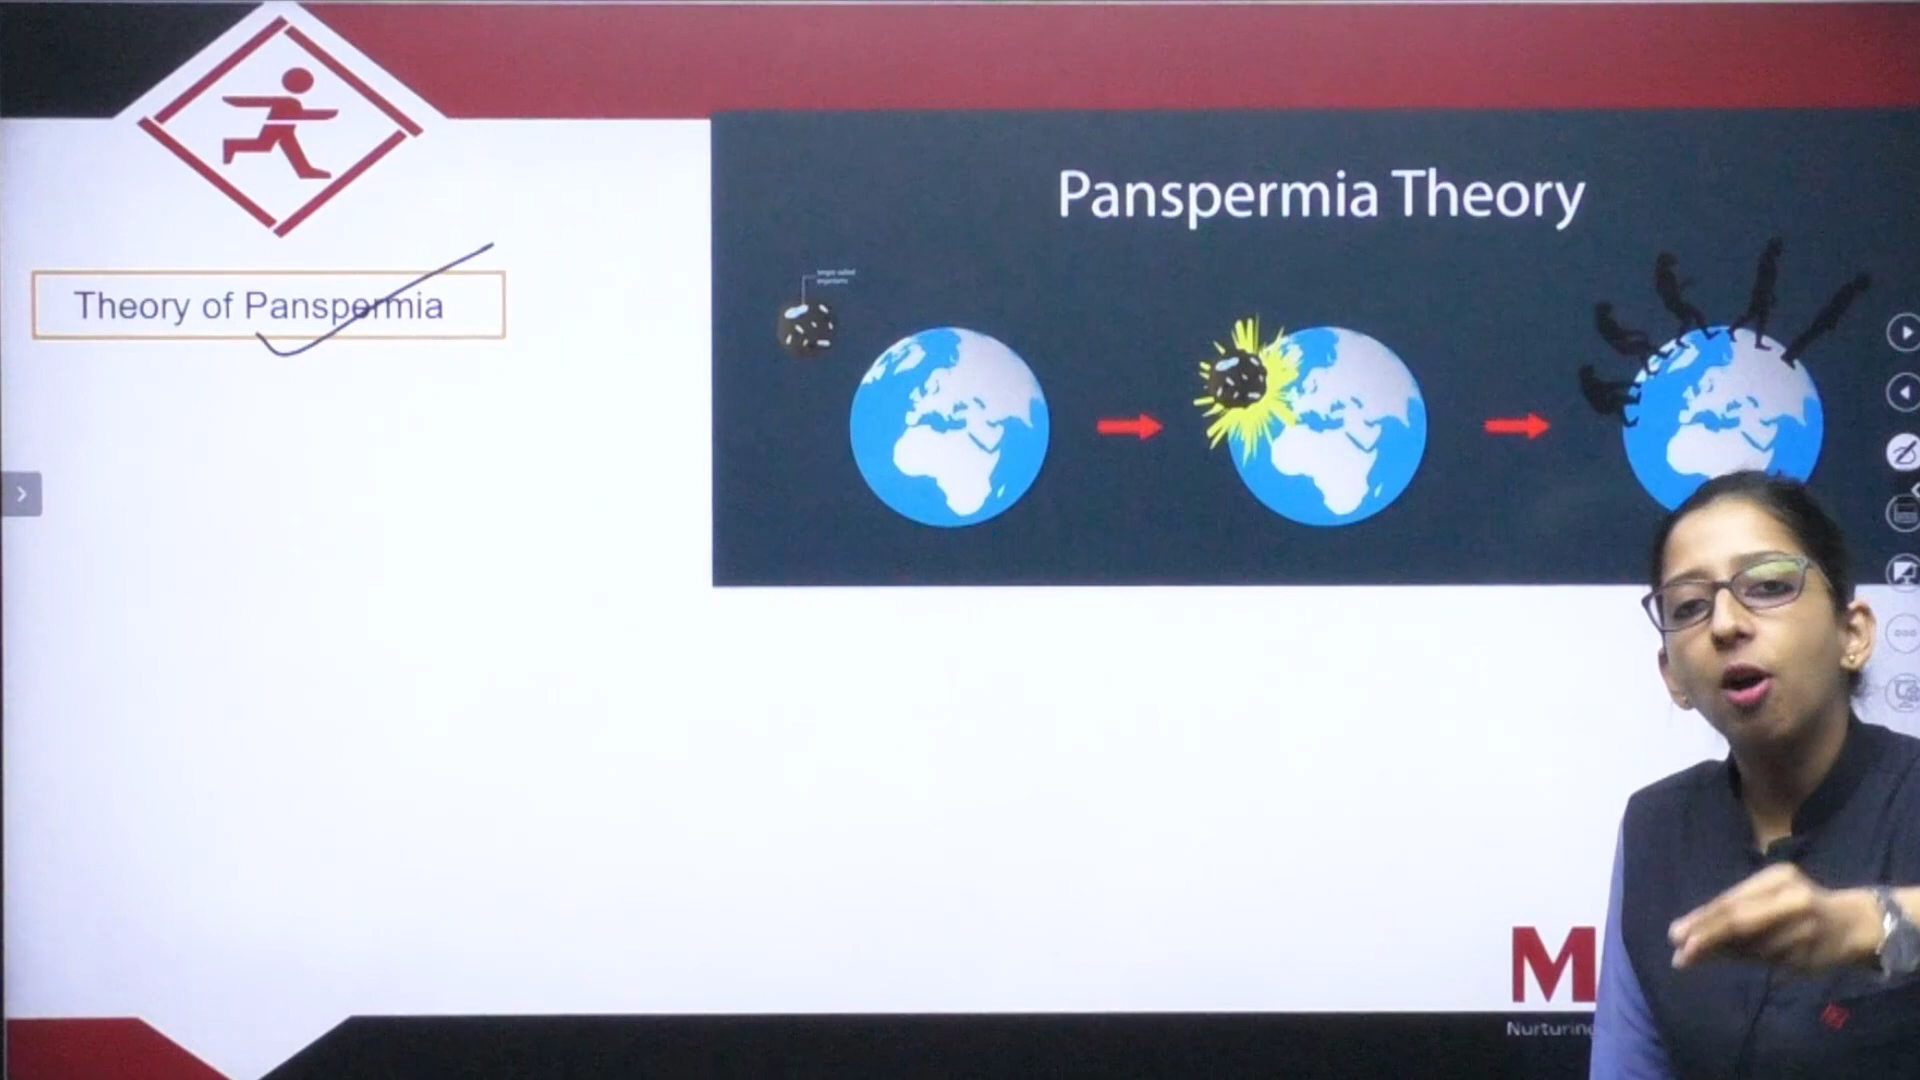 Panspermia Theory
Theory of Panspermia
M
Nurturing